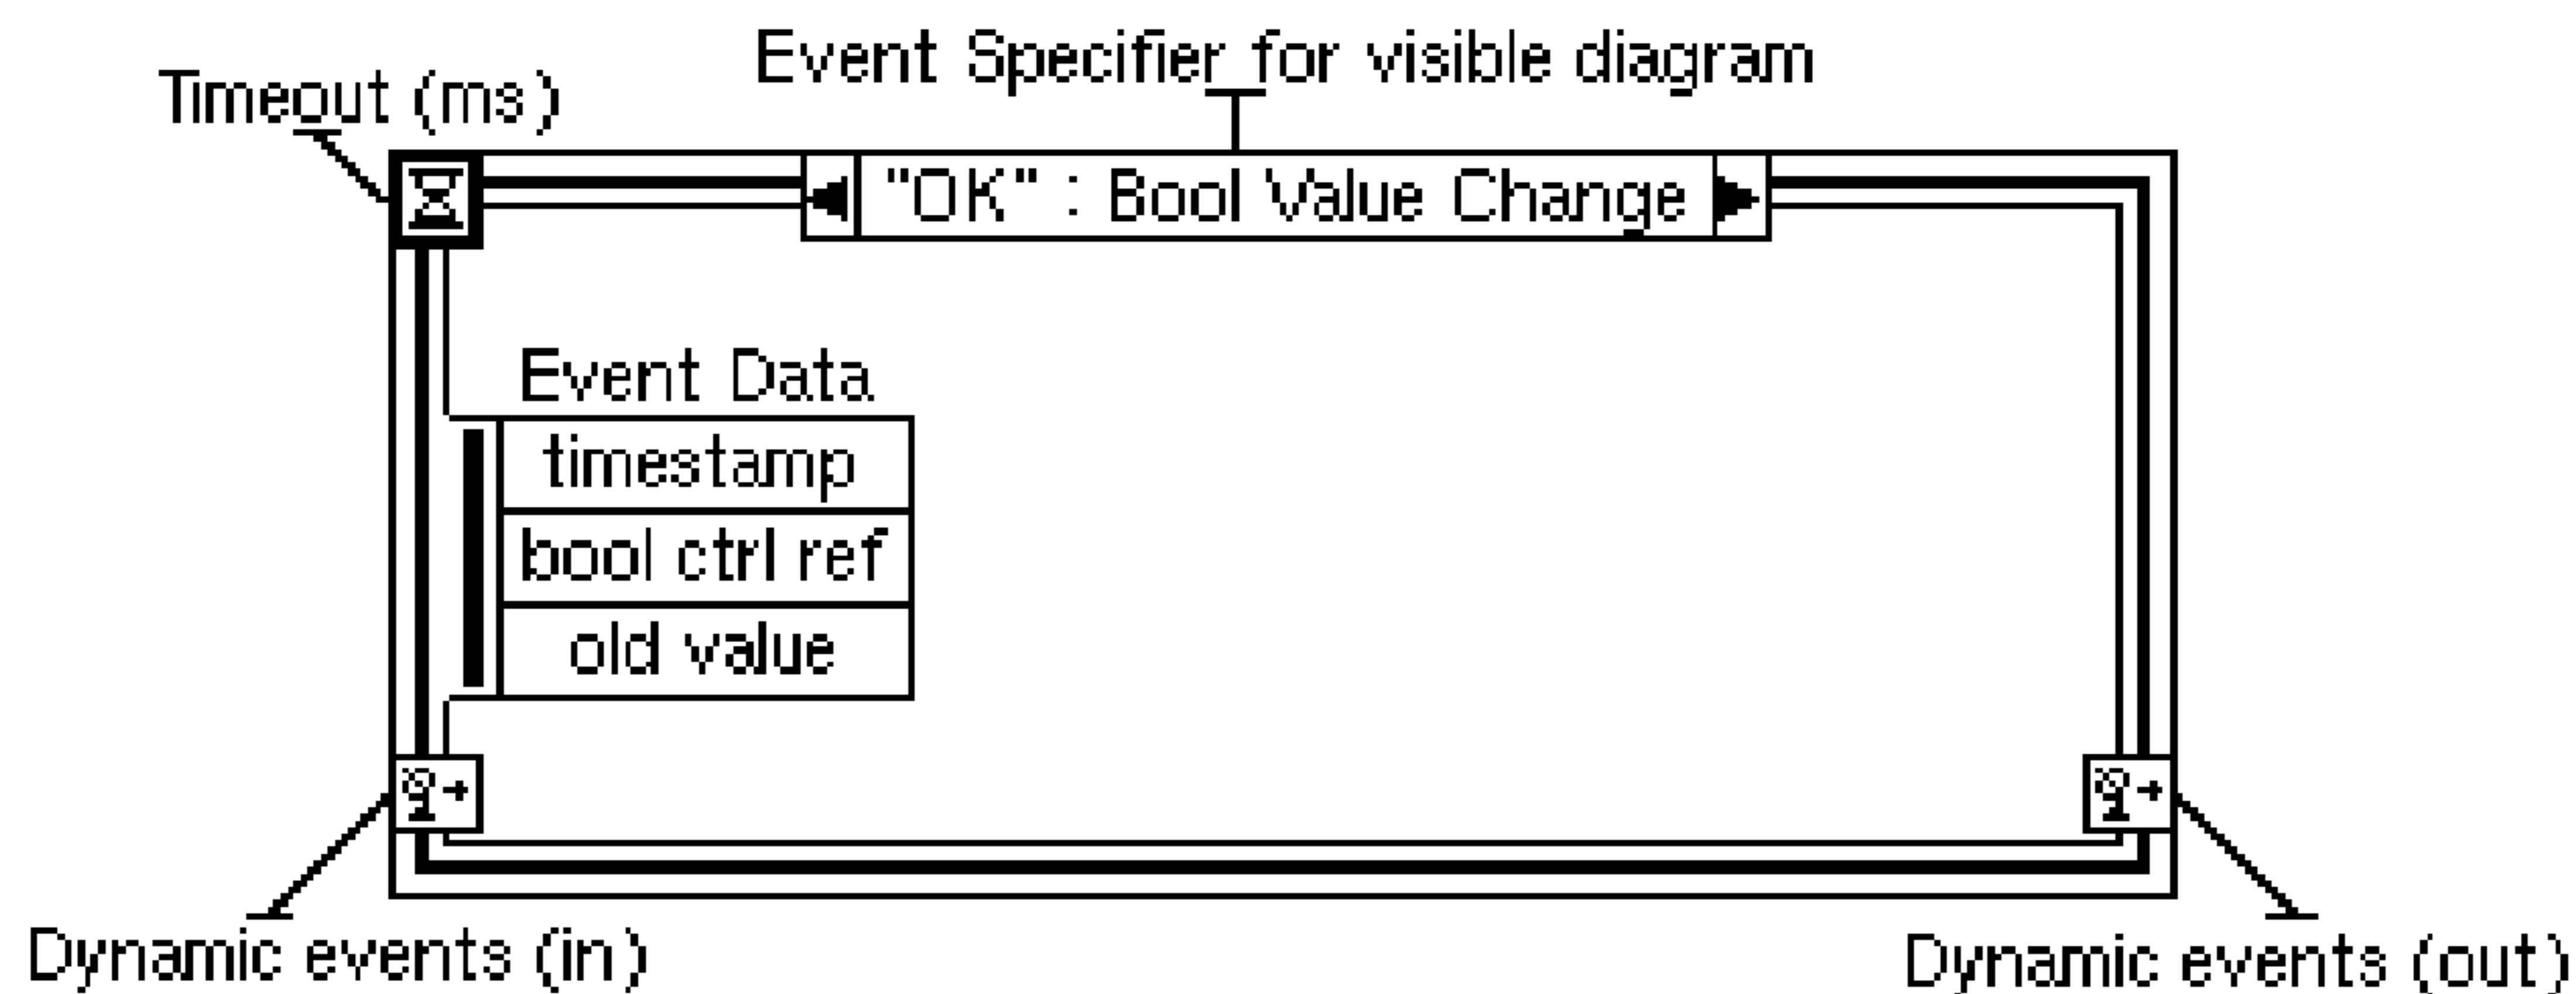 Event Specifier for visible diagram
Timeout (ms)
"OK" : Bool Value Change
Event Data
timestamp
bool ctrl ref
old value
Dynamic events (in)
Dynamic events (out)